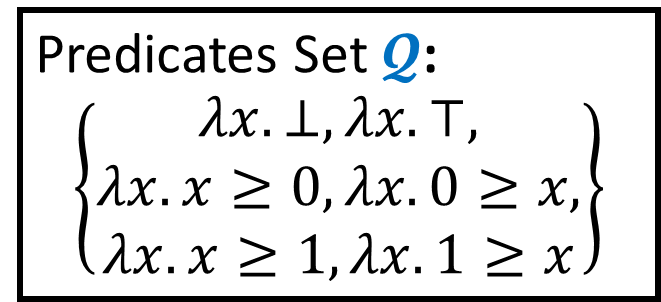 Predicates Set 𝒬:
λx. ⊥, λx. ⊤,
λx. x ≥ 0, λx. 0 ≥ x,
λx. x ≥ 1, λx. 1 ≥ x